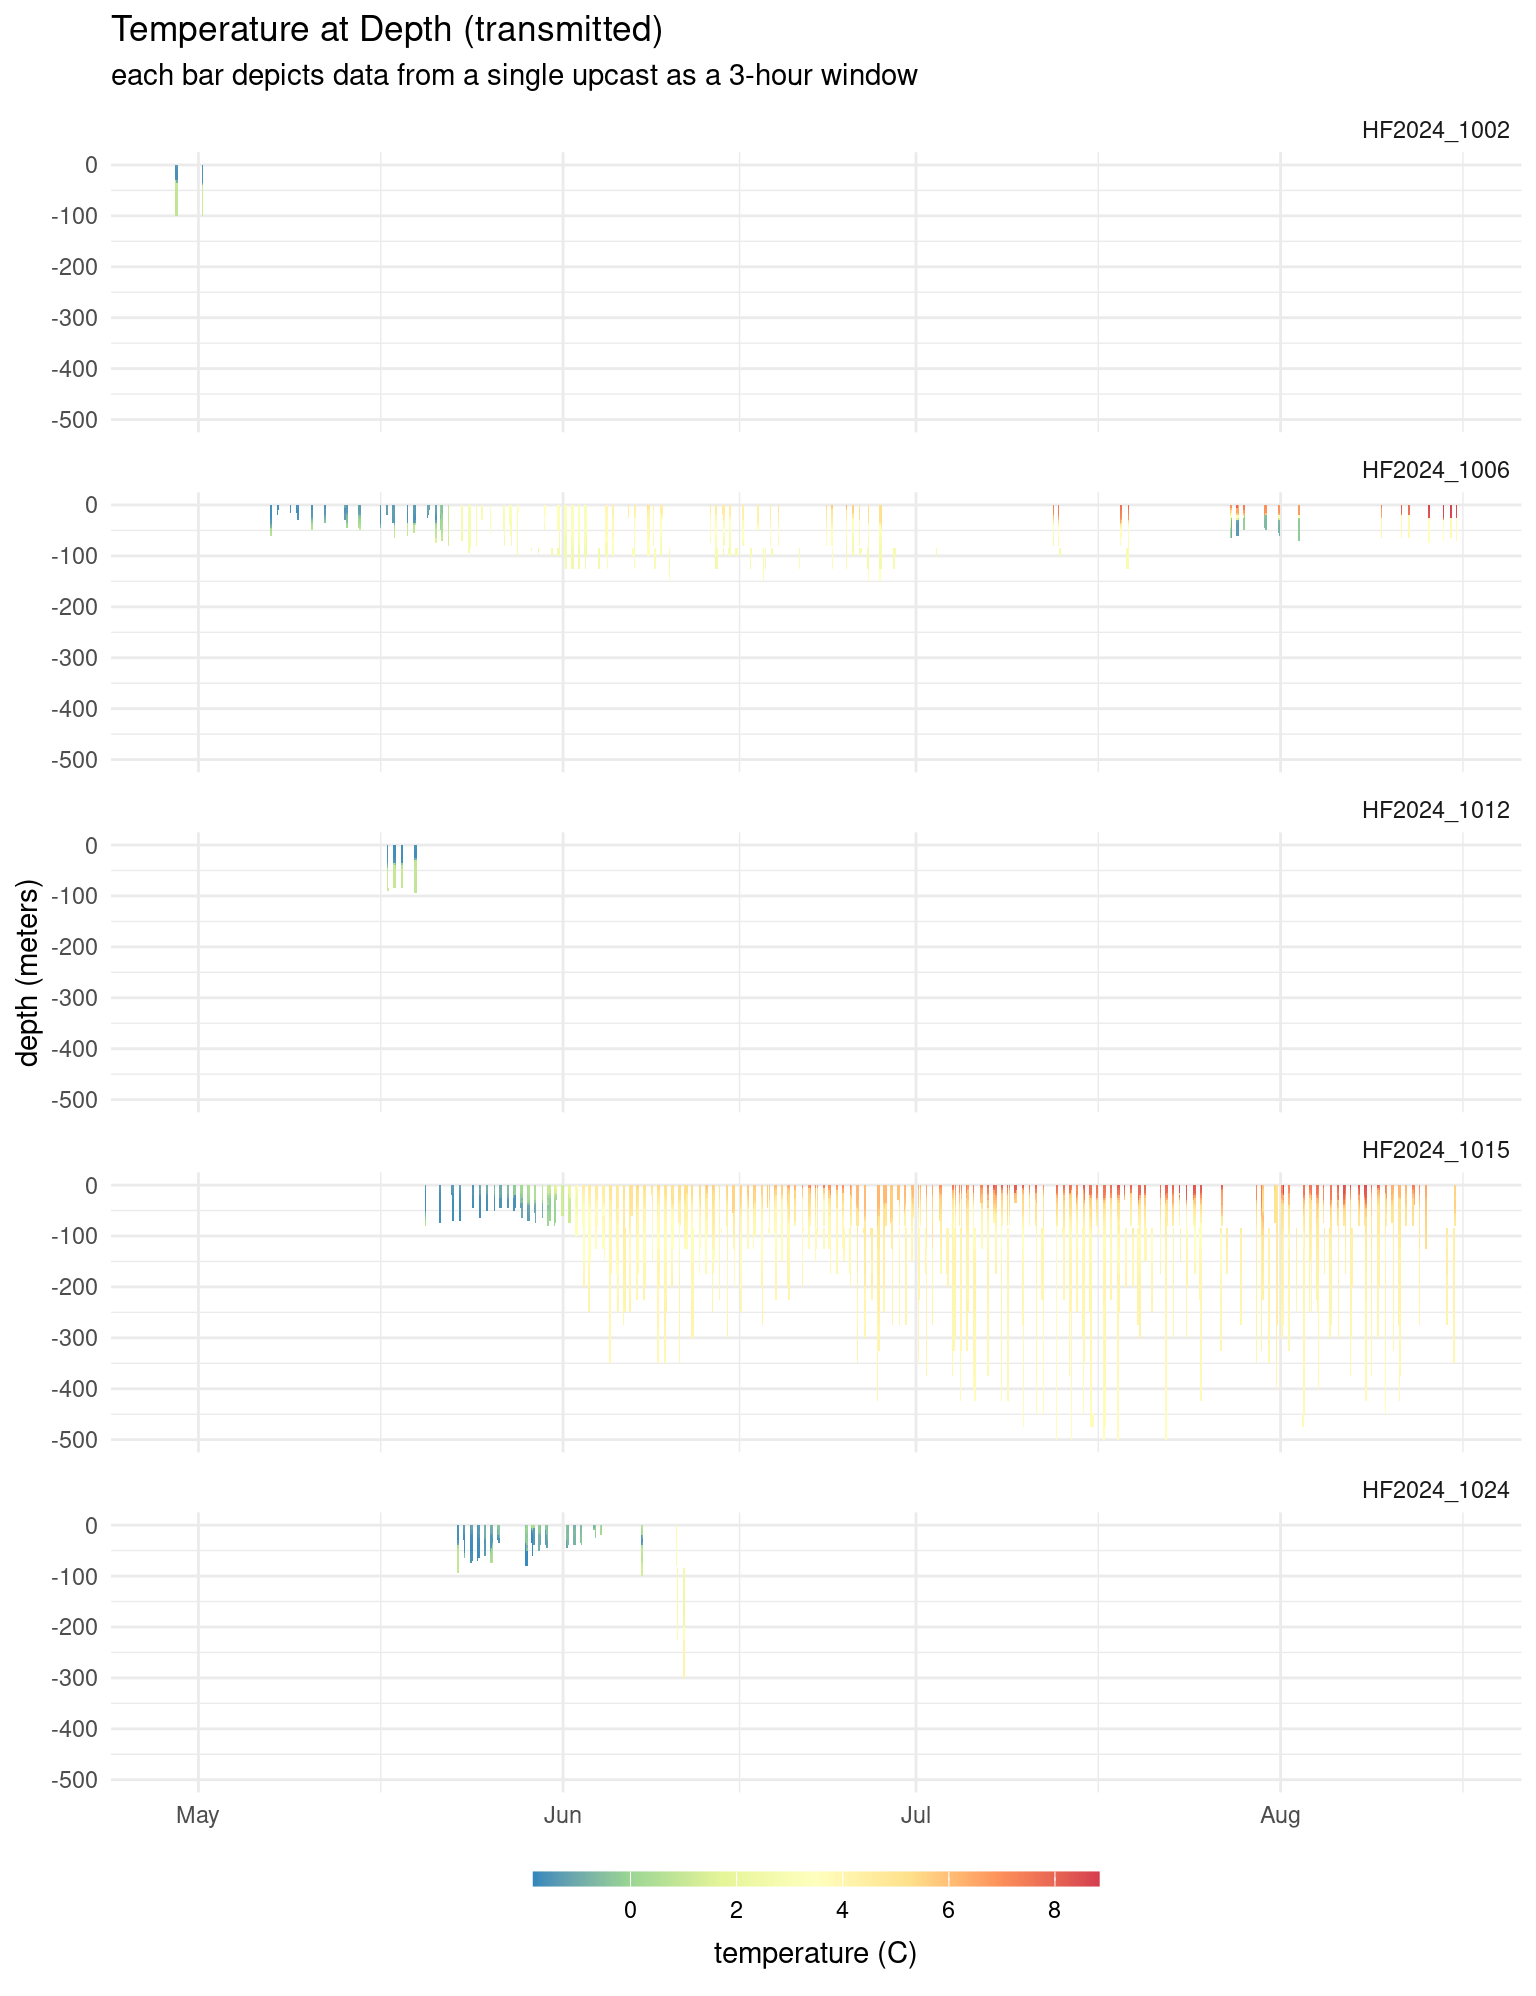 Temperature at Depth (transmitted)
each bar depicts data from a single upcast as a 3-hour window
HF2024_1002
0
-100
-200
-300
-400
-500
HF2024_1006
0
-100
-200
-300
-400
-500
HF2024_1012
0
-100
-200
-300
-400
-500
depth (meters)
HF2024_1015
0
-100
-200
-300
-400
-500
HF2024_1024
0
-100
-200
-300
-400
-500
May Jun Jul Aug
0 2 4 6 8
temperature (C)